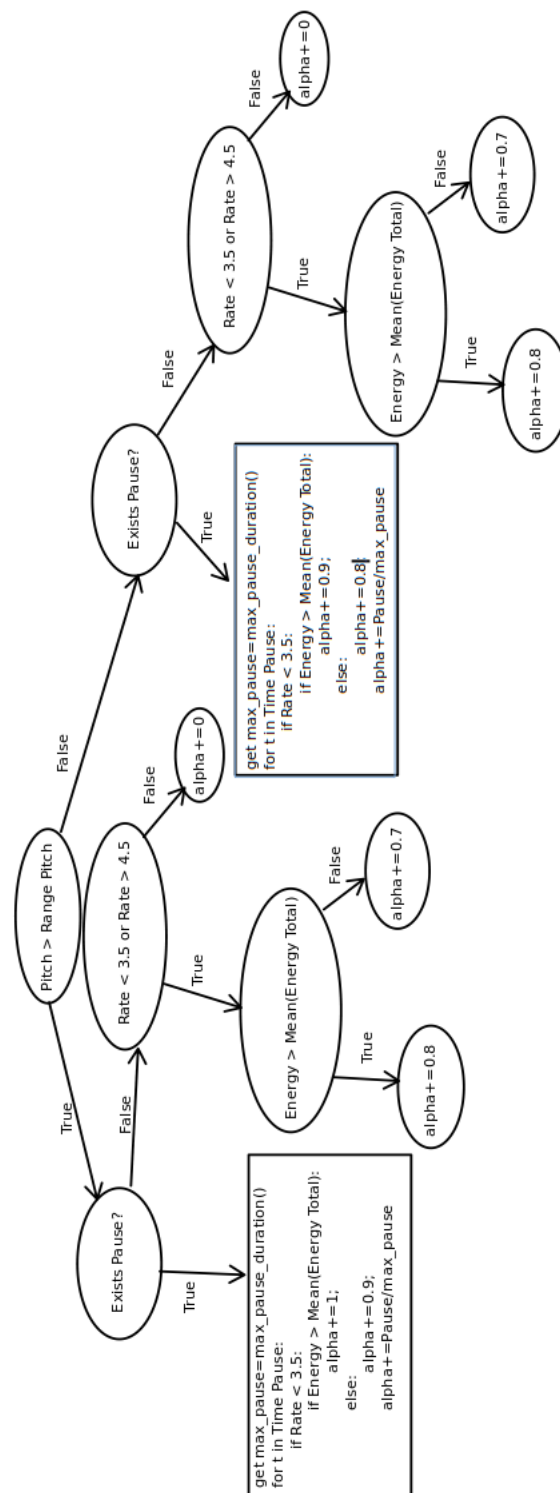 Pitch > Range Pitch
True
False
Exists Pause?
True
False
get max_pause=max_pause_duration()
for t in Time Pause:
if Rate < 3.5:
if Energy > Mean(Energy Total):
alpha+=1;
else:
alpha+=0.9;
alpha+=Pause/max_pause
Rate < 3.5 or Rate > 4.5
True
False
alpha+=0
Energy > Mean(Energy Total)
True
False
alpha+=0.8
alpha+=0.7
Exists Pause?
True
False
get max_pause=max_pause_duration()
for t in Time Pause:
if Rate < 3.5:
if Energy > Mean(Energy Total):
alpha+=0.9;
else:
alpha+=0.8;
alpha+=Pause/max_pause
Rate < 3.5 or Rate > 4.5
True
False
alpha+=0
Energy > Mean(Energy Total)
True
False
alpha+=0.8
alpha+=0.7